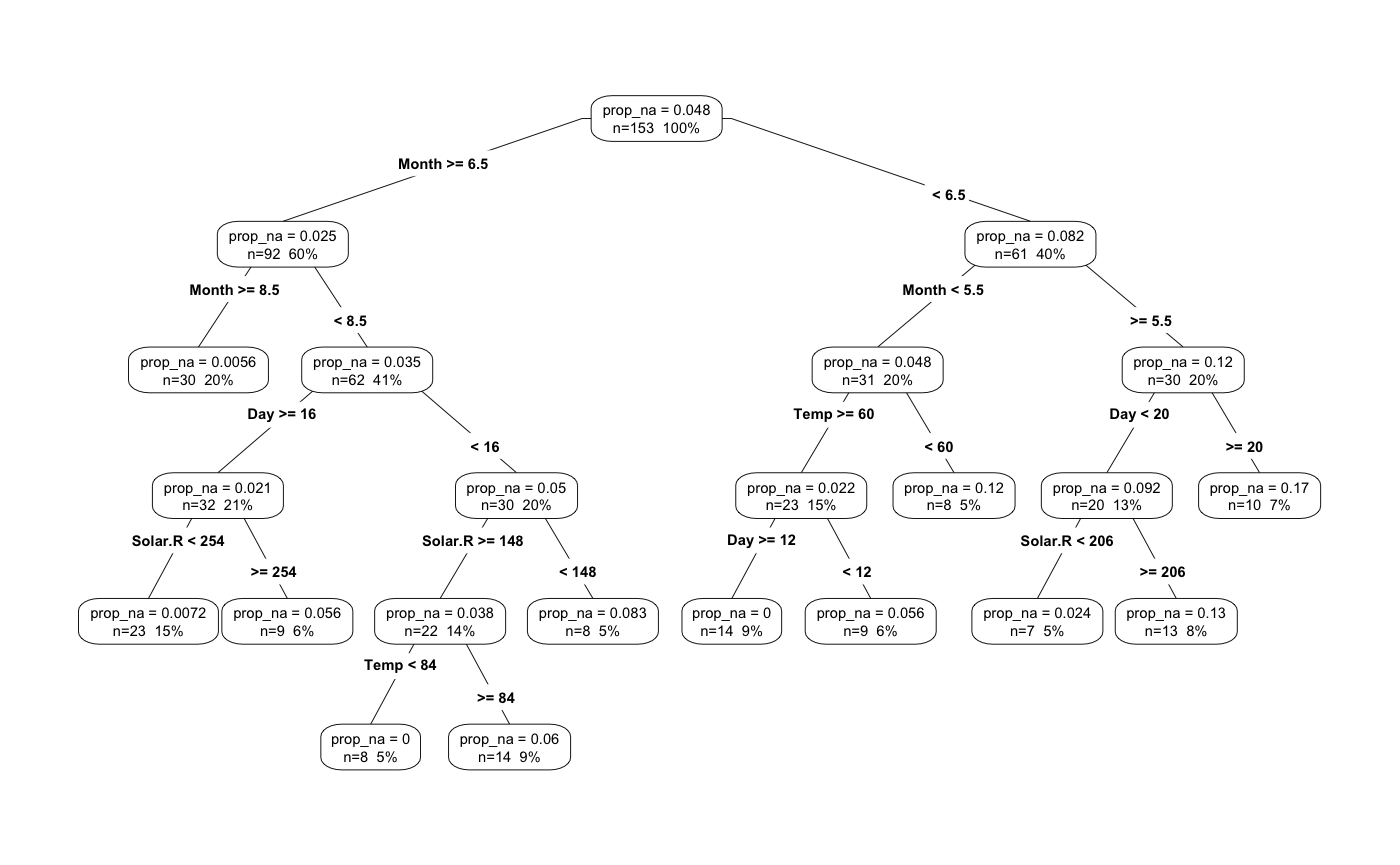 prop_na = 0.048
n=153 100%
Month >= 6.5
< 6.5
prop_na = 0.025
n=92 60%
prop_na = 0.082
n=61 40%
Month >= 8.5
< 8.5
Month < 5.5
>= 5.5
prop_na = 0.0056
n=30 20%
prop_na = 0.035
n=62 41%
prop_na = 0.048
n=31 20%
prop_na = 0.12
n=30 20%
Day >= 16
< 16
Temp >= 60
< 60
Day < 20
>= 20
prop_na = 0.021
n=32 21%
prop_na = 0.05
n=30 20%
prop_na = 0.022
n=23 15%
prop_na = 0.12
n=8 5%
prop_na = 0.092
n=20 13%
prop_na = 0.17
n=10 7%
Solar.R < 254
>= 254
Solar.R >= 148
< 148
Day >= 12
< 12
Solar.R < 206
>= 206
prop_na = 0.0072
n=23 15%
prop_na = 0.056
n=9 6%
prop_na = 0.038
n=22 14%
prop_na = 0.083
n=8 5%
prop_na = 0
n=14 9%
prop_na = 0.056
n=9 6%
prop_na = 0.024
n=7 5%
prop_na = 0.13
n=13 8%
Temp < 84
>= 84
prop_na = 0
n=8 5%
prop_na = 0.06
n=14 9%